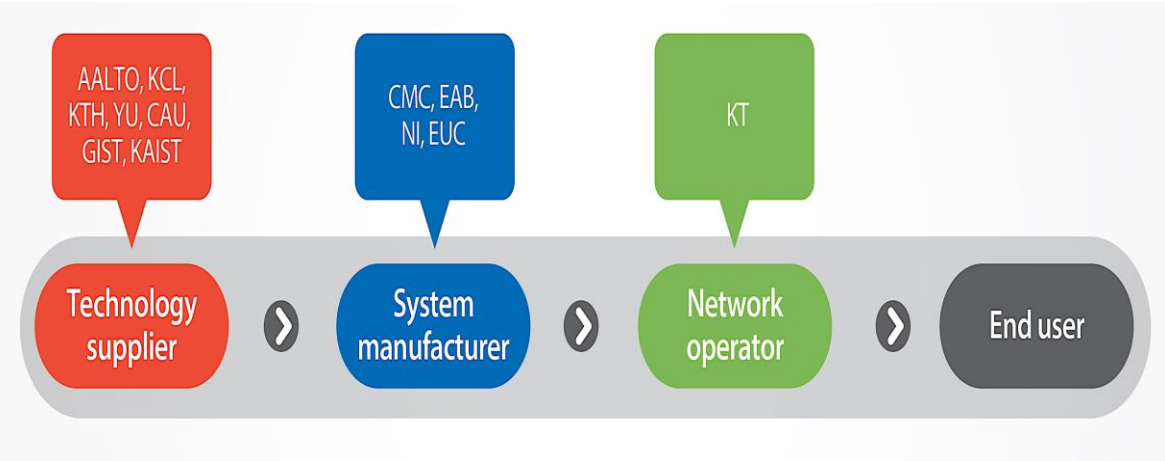 AALTO, KCL,
KTH, YU, CAU,
GIST, KAIST
CMC, EAB,
NI, EUC
KT
Technology
supplier
System
manufacturer
Network
operator
End user